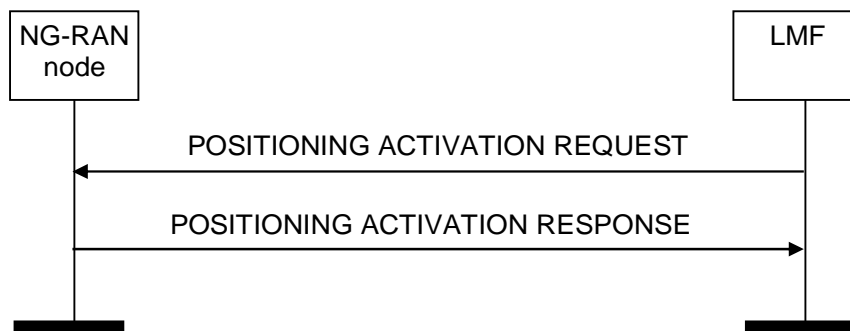 NG-RAN
node
LMF
POSITIONING ACTIVATION REQUEST
POSITIONING ACTIVATION RESPONSE